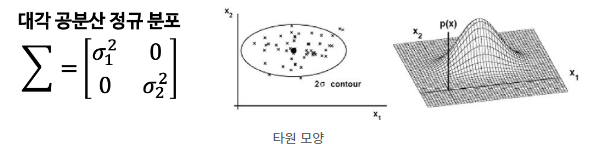 대각 공분산 정규 분포
∑ = [σ₁² 0
0 σ₂²]
x₂
2σ contour
x₁
p(x)
x₂
x₁
타원 모양